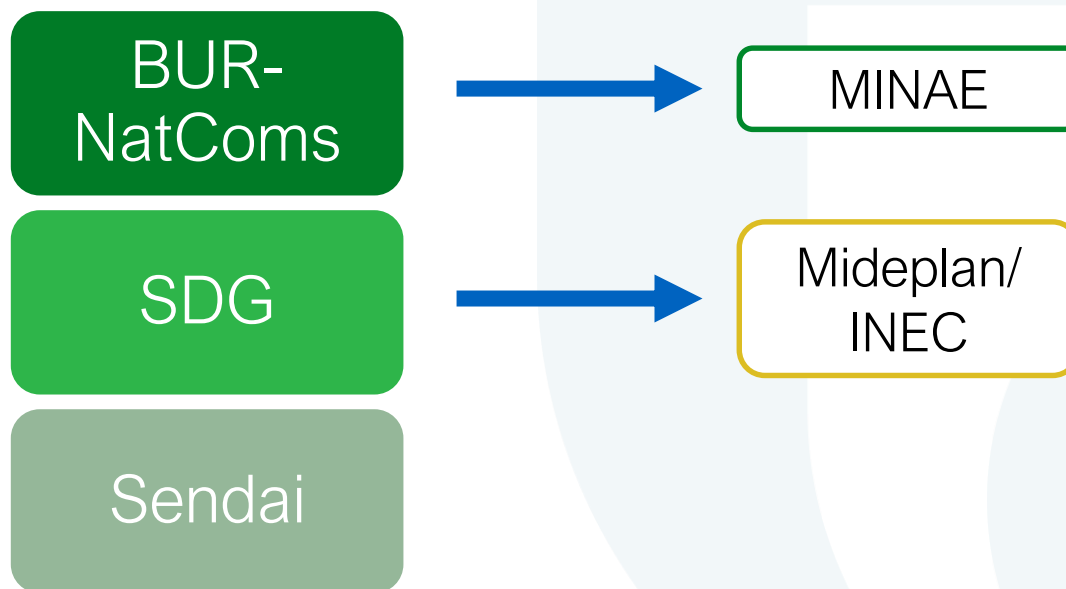 BUR-
NatComs
MINAE
SDG
Mideplan/
INEC
Sendai